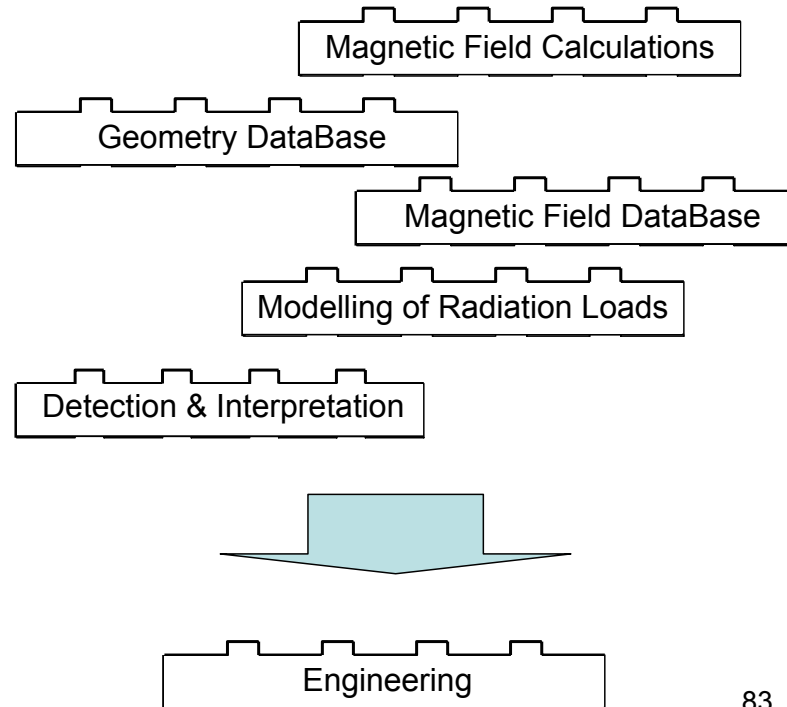 Magnetic Field Calculations
Geometry DataBase
Magnetic Field DataBase
Modelling of Radiation Loads
Detection & Interpretation
Engineering
83